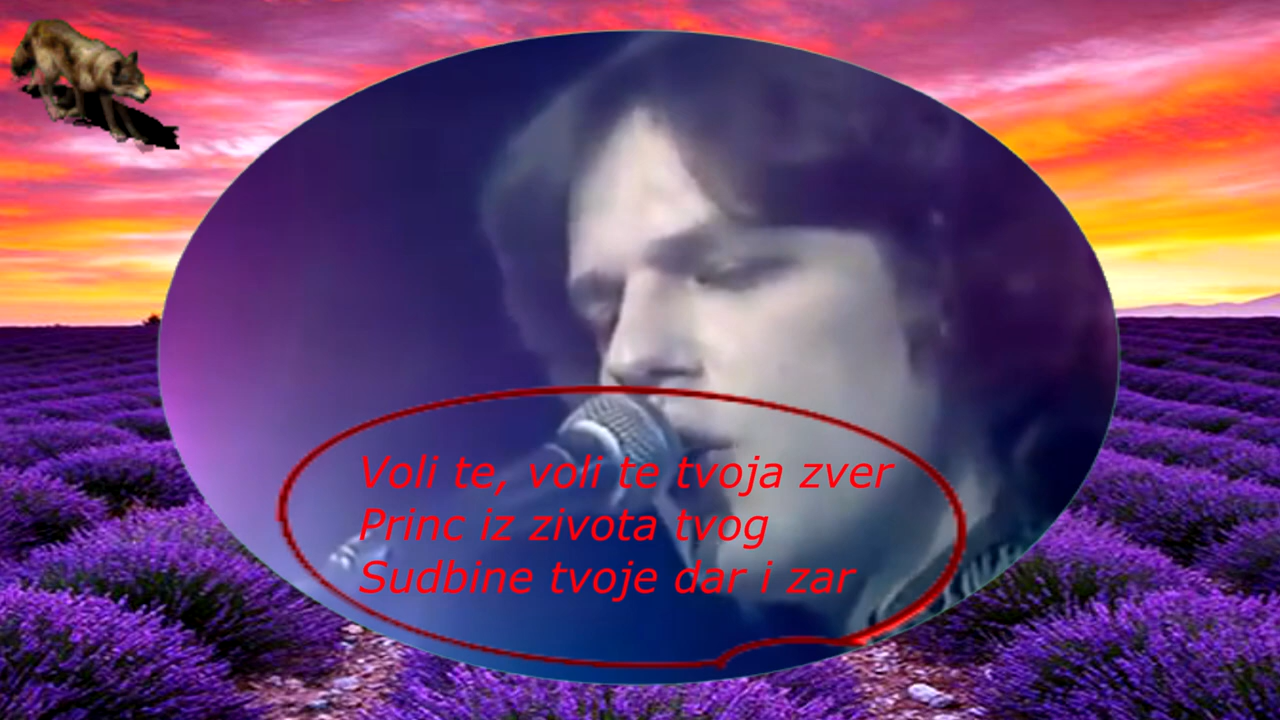 Voli te, voli te tvoja zver
Princ iz zivota tvog
Sudbine tvoje dar i zar